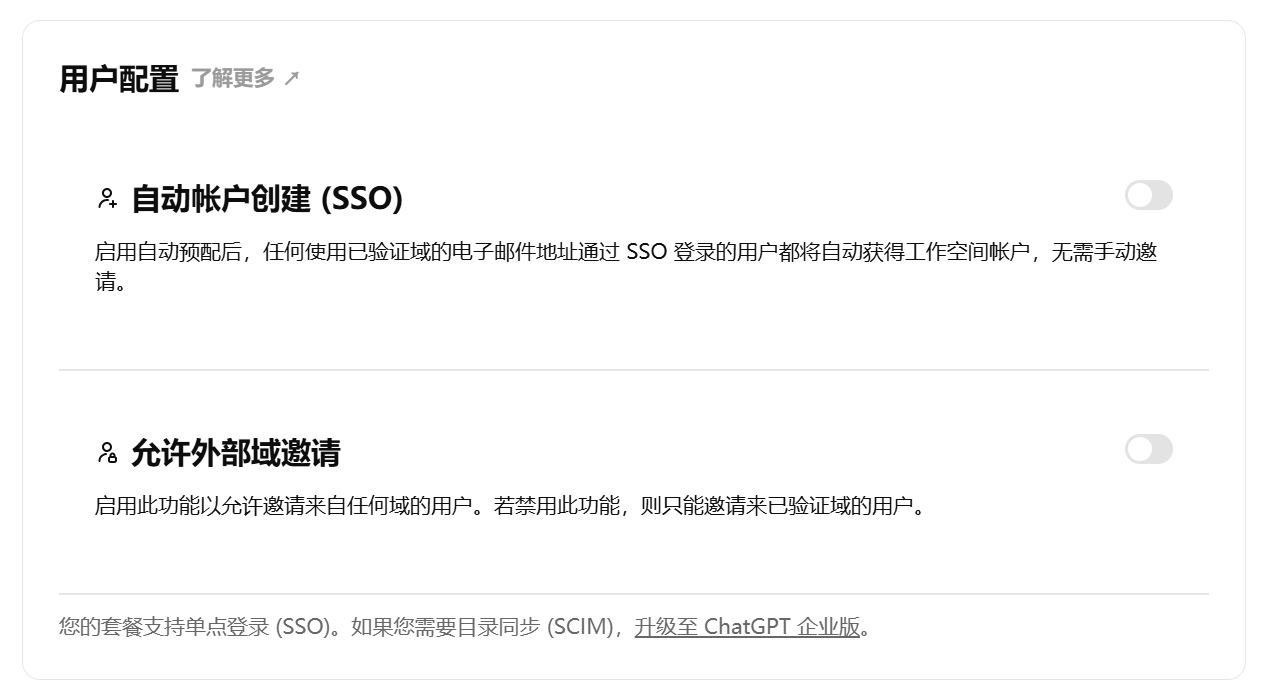 用户配置 了解更多 ↗
自动帐户创建 (SSO)
启用自动预配后，任何使用已验证域的电子邮件地址通过 SSO 登录的用户都将自动获得工作空间帐户，无需手动邀
请。
允许外部域邀请
启用此功能以允许邀请来自任何域的用户。若禁用此功能，则只能邀请来已验证域的用户。
您的套餐支持单点登录 (SSO)。如果您需要目录同步 (SCIM)，升级至 ChatGPT 企业版。